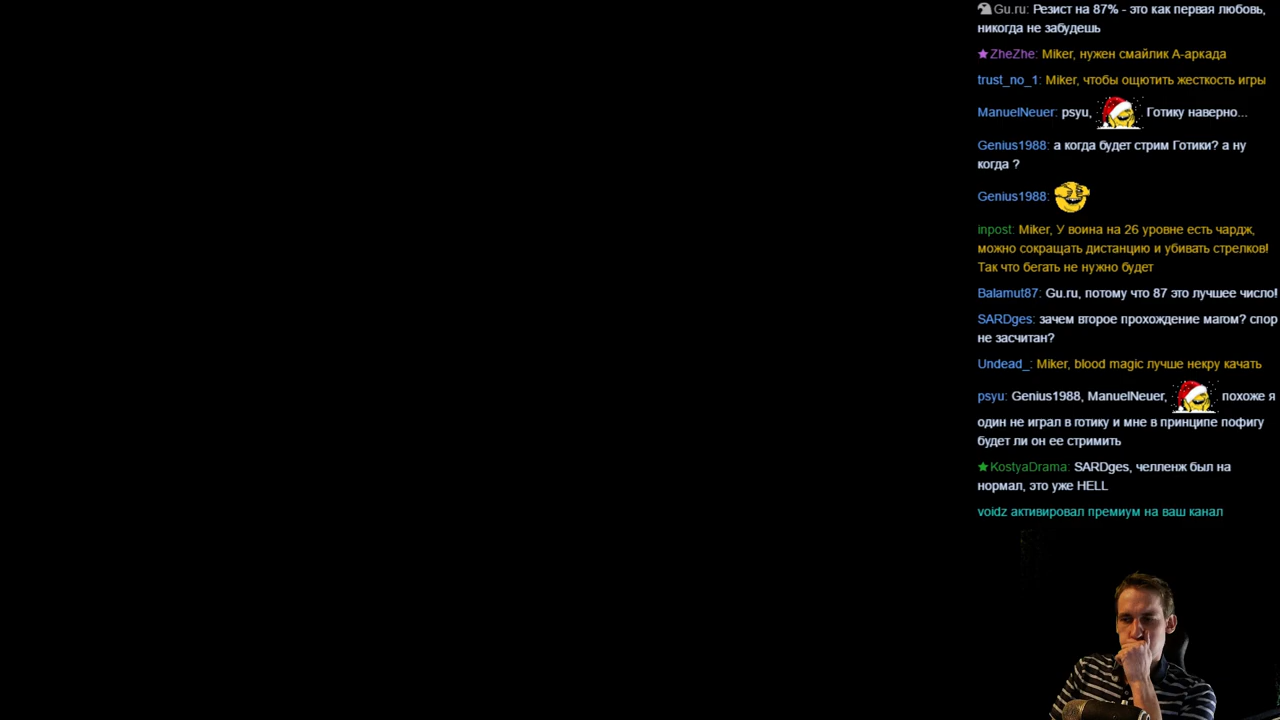 Gu.ru: Резист на 87% - это как первая любовь,
никогда не забудешь
ZheZhe: Miker, нужен смайлик А-аркада
trust_no_1: Miker, чтобы ощютить жесткость игры
ManuelNeuer: psyu, Готику наверно...
Genius1988: а когда будет стрим Готики? а ну
когда ?
Genius1988:
inpost: Miker, У воина на 26 уровне есть чардж,
можно сокращать дистанцию и убивать стрелков!
Так что бегать не нужно будет
Balamut87: Gu.ru, потому что 87 это лучшее число!
SARDges: зачем второе прохождение магом? спор
не засчитан?
Undead_: Miker, blood magic лучше некру качать
psyu: Genius1988, ManuelNeuer, похоже я
один не играл в готику и мне в принципе пофигу
будет ли он ее стримить
KostyaDrama: SARDges, челленж был на
нормал, это уже HELL
voidz активировал премиум на ваш канал